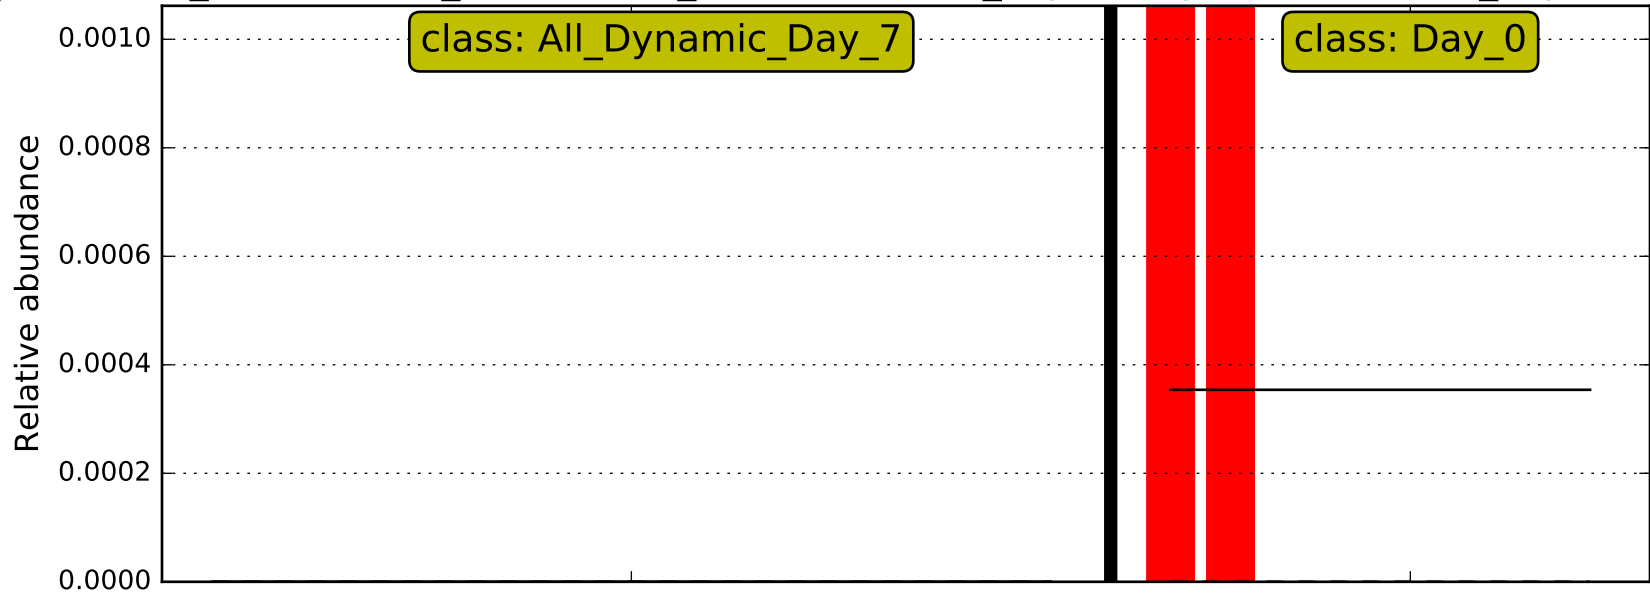 class: All_Dynamic_Day_7
class: Day_0
0.0010
0.0008
0.0006
0.0004
0.0002
0.0000
Relative abundance